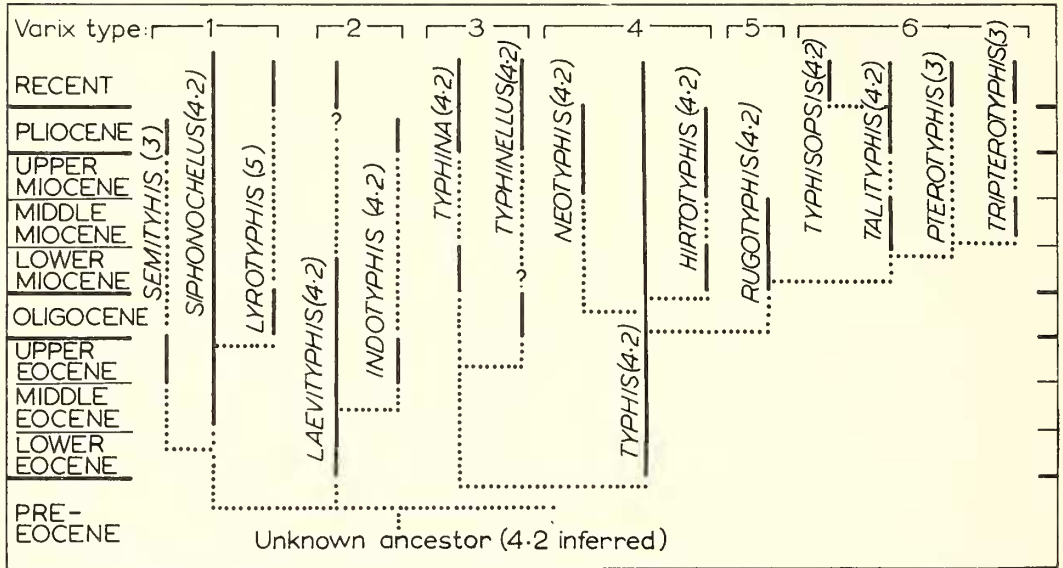 Varix type: 1 2 3 4 5 6
RECENT
PLIOCENE
UPPER
MIOCENE
MIDDLE
MIOCENE
LOWER
MIOCENE
OLIGOCENE
UPPER
EOCENE
MIDDLE
EOCENE
LOWER
EOCENE
PRE-
EOCENE
SEMITYHIS (3)
SIPHONOCHELUS (4·2)
LYROTYPHIS (5)
LAEVITYPHIS (4·2)
?
INDOTYPHIS (4·2)
TYPHINA (4·2)
TYPHINELLUS (4·2)
?
NEOTYPHIS (4·2)
TYPHIS (4·2)
HIRTOTYPHIS (4·2)
RUGOTYPHIS (4·2)
TYPHISOPSIS (4·2)
TALITYPHIS (4·2)
PTEROTYPHIS (3)
TRIPTEROTYPHIS (3)
Unknown ancestor (4·2 inferred)